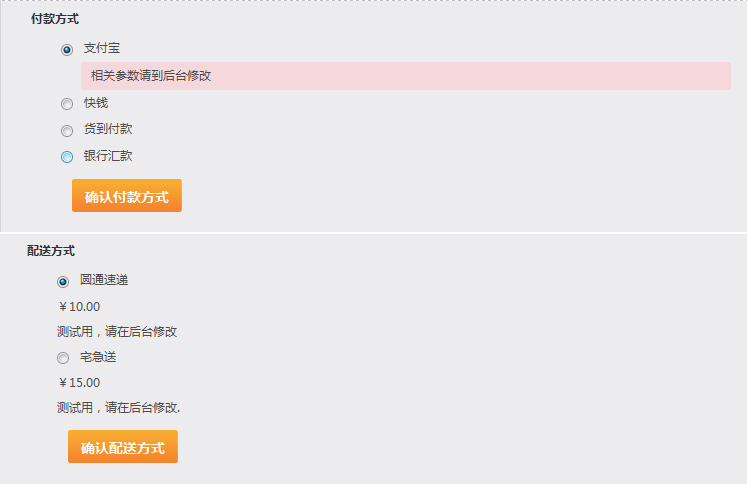 付款方式
支付宝
相关参数请到后台修改
快钱
货到付款
银行汇款
确认付款方式
配送方式
圆通速递
￥10.00
测试用，请在后台修改
宅急送
￥15.00
测试用，请在后台修改.
确认配送方式